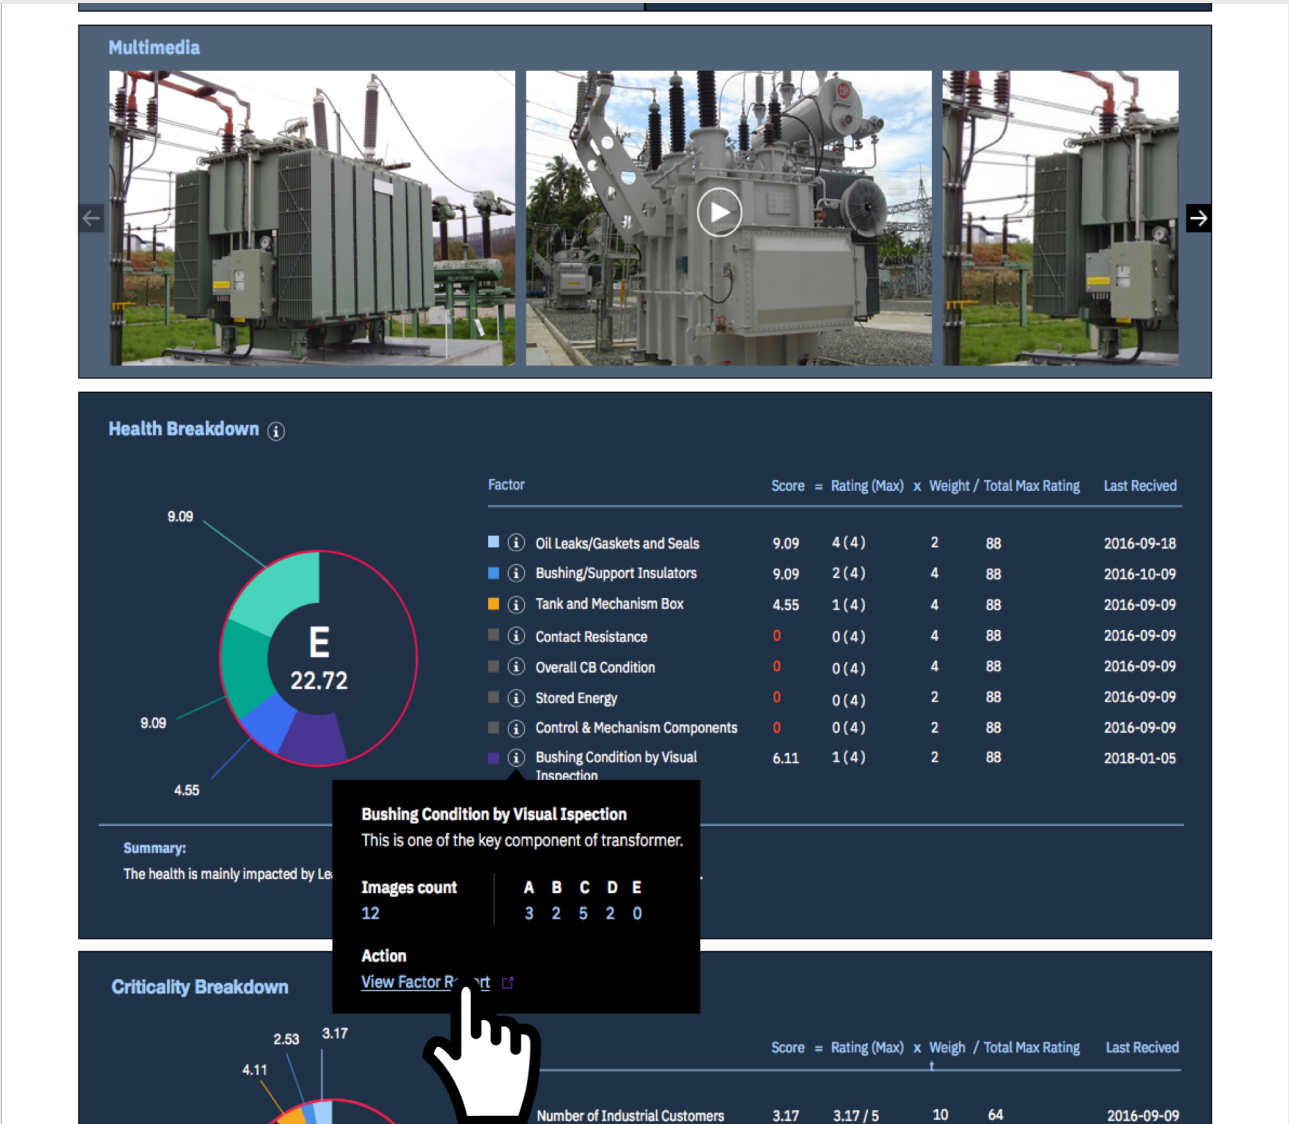 Multimedia
Health Breakdown
Factor Score = Rating (Max) x Weight / Total Max Rating Last Recived
9.09
Oil Leaks/Gaskets and Seals 9.09 4 (4) 2 88 2016-09-18
Bushing/Support Insulators 9.09 2 (4) 4 88 2016-10-09
Tank and Mechanism Box 4.55 1 (4) 4 88 2016-09-09
Contact Resistance 0 0 (4) 4 88 2016-09-09
Overall CB Condition 0 0 (4) 4 88 2016-09-09
Stored Energy 0 0 (4) 2 88 2016-09-09
Control & Mechanism Components 0 0 (4) 2 88 2016-09-09
Bushing Condition by Visual 6.11 1 (4) 2 88 2018-01-05
Inspection
E
22.72
9.09
4.55
Bushing Condition by Visual Ispection
This is one of the key component of transformer.
Images count A B C D E
12 3 2 5 2 0
Action
View Factor
Summary:
The health is mainly impacted by
Criticality Breakdown
3.17
2.53
4.11
Score = Rating (Max) x Weigh / Total Max Rating Last Recived
t
Number of Industrial Customers 3.17 3.17 / 5 10 64 2016-09-09